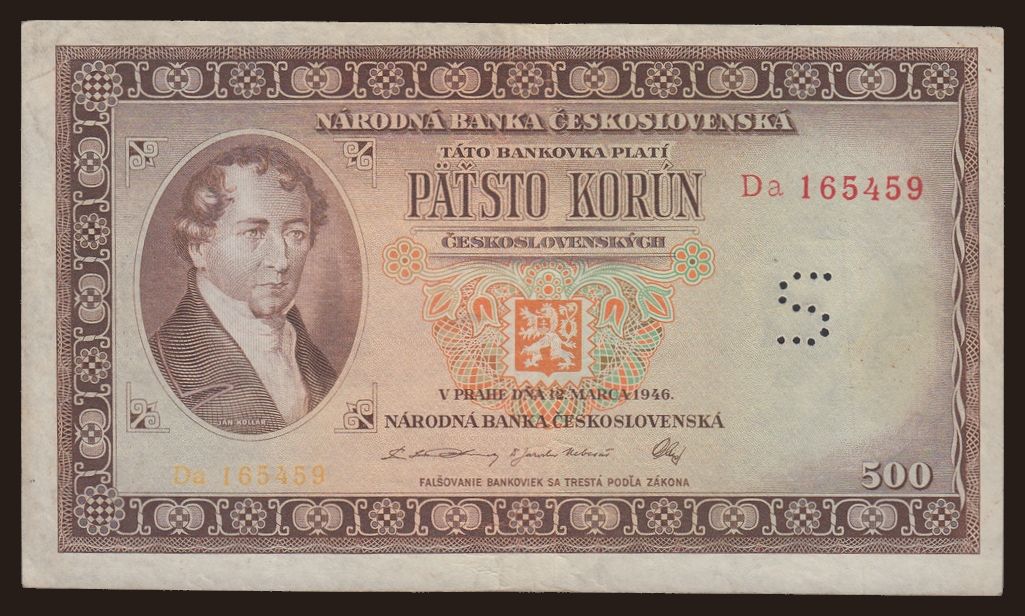 NÁRODNÁ BANKA ČESKOSLOVENSKÁ
TÁTO BANKOVKA PLATÍ
PÄŤSTO KORÚN
ČESKOSLOVENSKÝCH
Da 165459
S
JÁN KOLLÁR
V PRAHE DŇA 12. MARCA 1946.
NÁRODNÁ BANKA ČESKOSLOVENSKÁ
Da 165459
FALŠOVANIE BANKOVIEK SA TRESTÁ PODĽA ZÁKONA
500